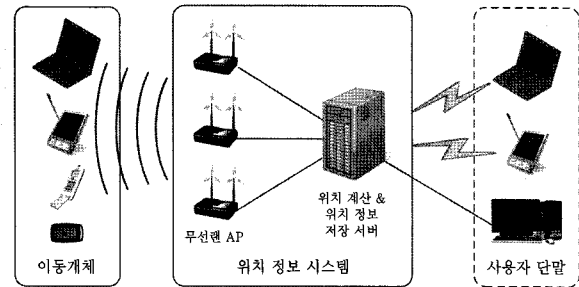 위치 계산 &
위치 정보
저장 서버
무선랜 AP
이동개체
위치 정보 시스템
사용자 단말